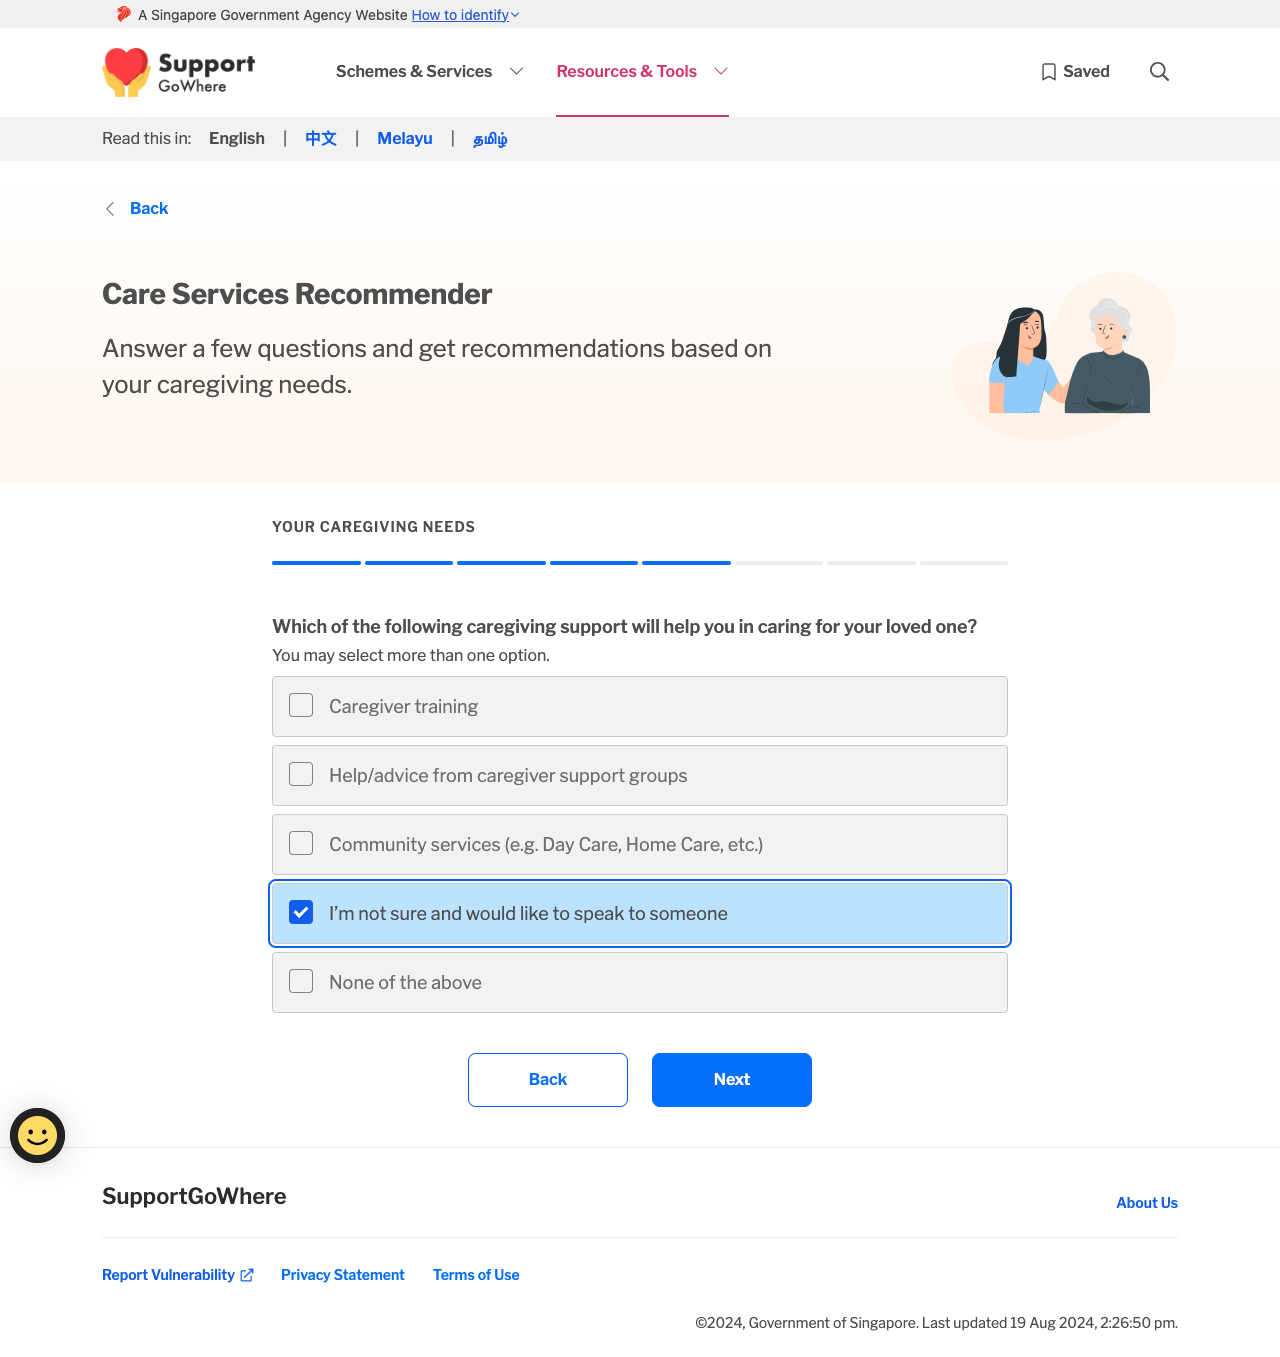 A Singapore Government Agency Website How to identify
Support
GoWhere
Schemes & Services
Resources & Tools
Saved
Read this in: English | 中文 | Melayu | தமிழ்
Back
Care Services Recommender
Answer a few questions and get recommendations based on
your caregiving needs.
YOUR CAREGIVING NEEDS
Which of the following caregiving support will help you in caring for your loved one?
You may select more than one option.
Caregiver training
Help/advice from caregiver support groups
Community services (e.g. Day Care, Home Care, etc.)
I’m not sure and would like to speak to someone
None of the above
Back
Next
SupportGoWhere
About Us
Report Vulnerability
Privacy Statement
Terms of Use
©2024, Government of Singapore. Last updated 19 Aug 2024, 2:26:50 pm.